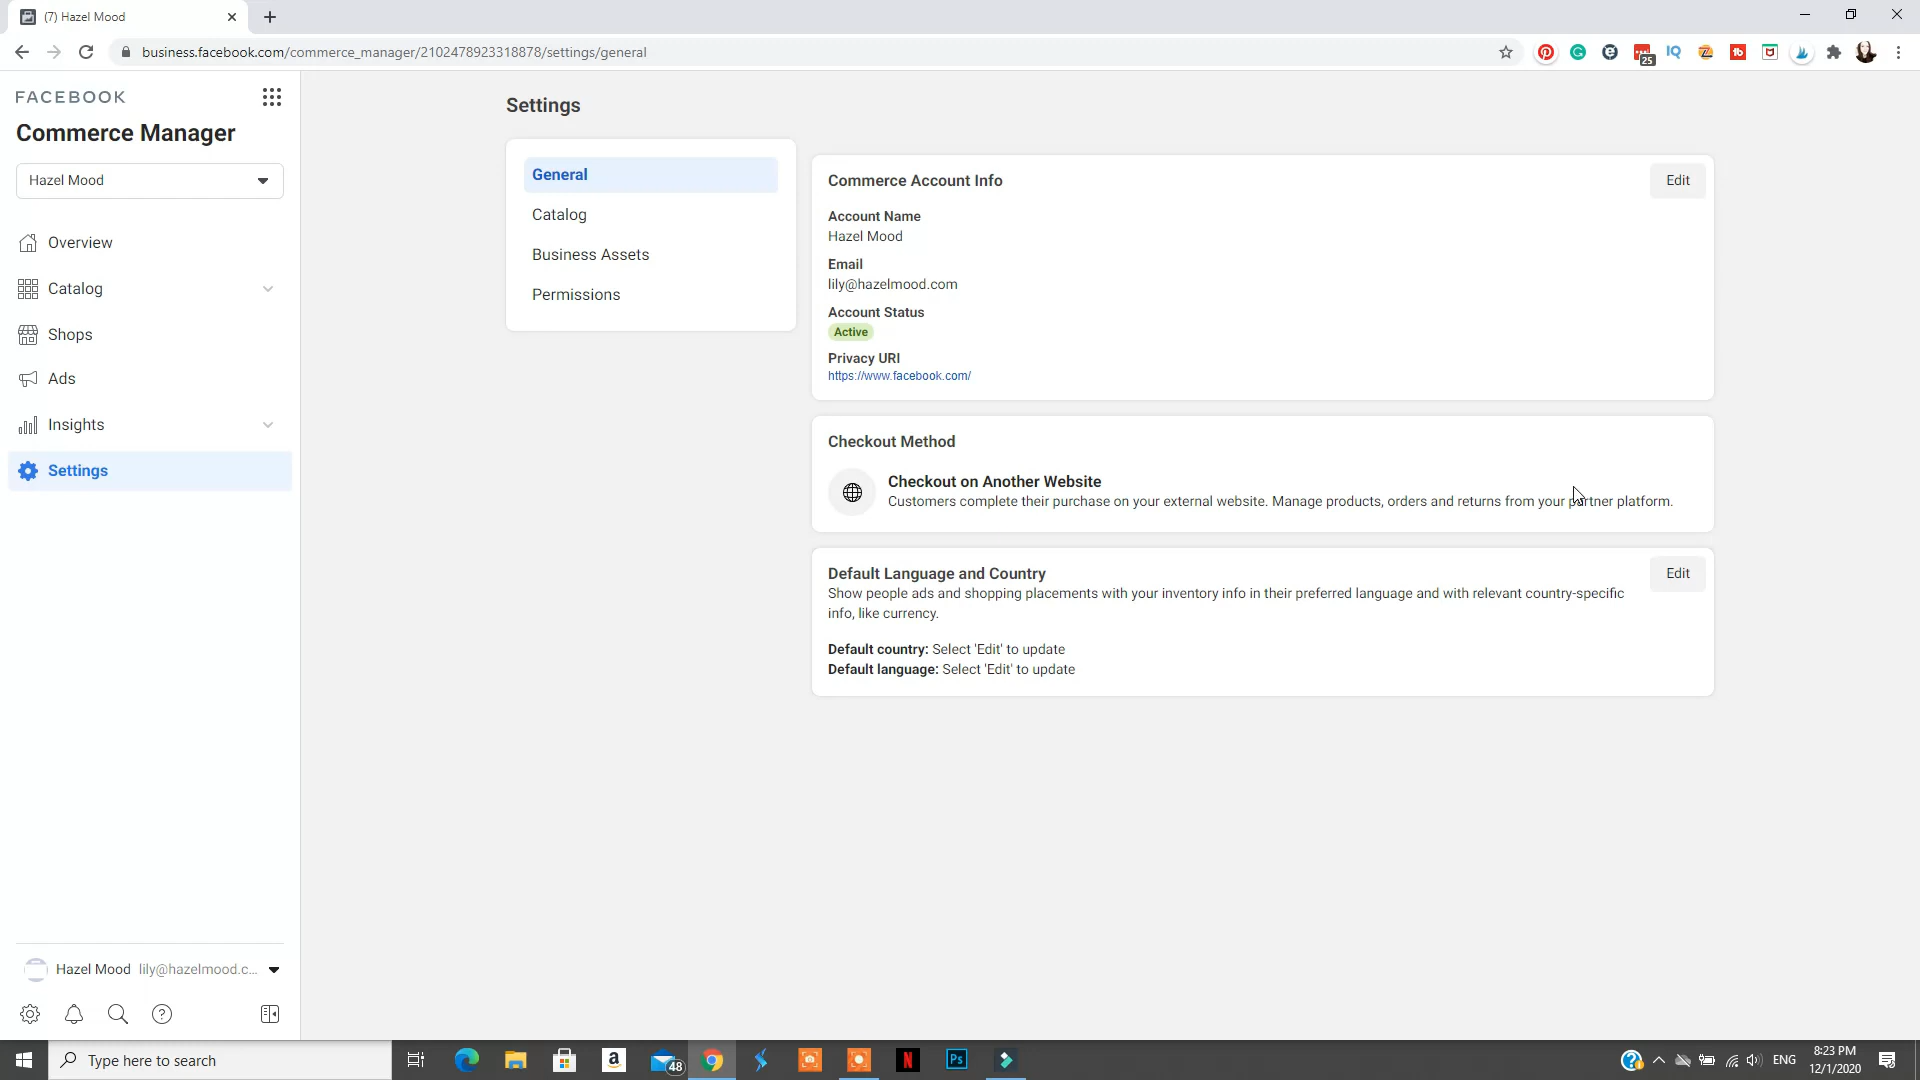 (7) Hazel Mood
business.facebook.com/commerce_manager/2102478923318878/settings/general
IQ
25
FACEBOOK
Commerce Manager
Hazel Mood
Overview
Catalog
Shops
Ads
Insights
Settings
Settings
General
Catalog
Business Assets
Permissions
Commerce Account Info
Edit
Account Name
Hazel Mood
Email
lily@hazelmood.com
Account Status
Active
Privacy URI
https://www.facebook.com/
Checkout Method
Checkout on Another Website
Customers complete their purchase on your external website. Manage products, orders and returns from your partner platform.
Default Language and Country
Edit
Show people ads and shopping placements with your inventory info in their preferred language and with relevant country-specific
info, like currency.
Default country: Select 'Edit' to update
Default language: Select 'Edit' to update
Hazel Mood lily@hazelmood.c...
Type here to search
a
48
N
Ps
ENG
8:23 PM
12/1/2020